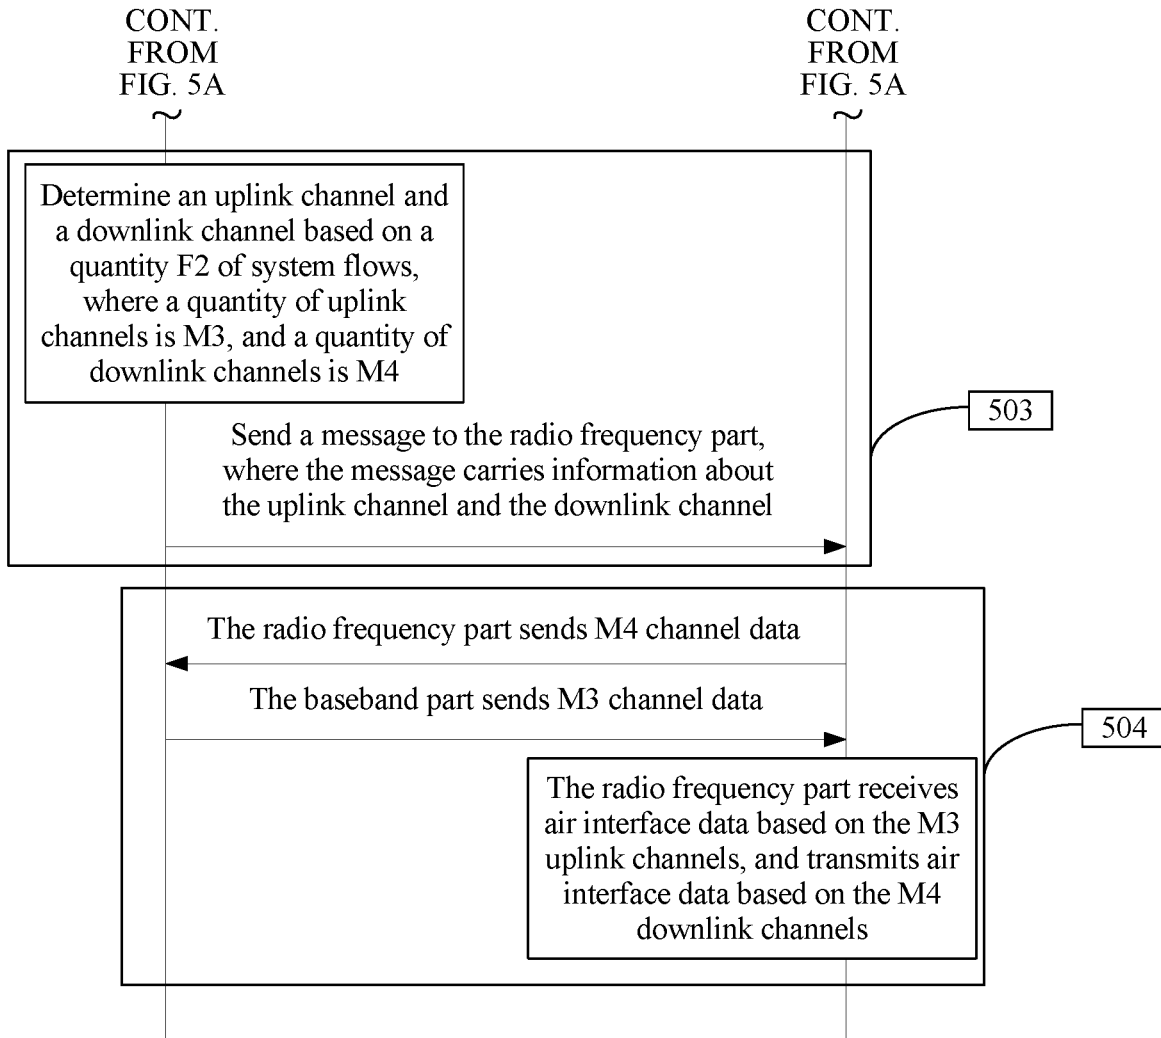 CONT.
FROM
FIG. 5A
CONT.
FROM
FIG. 5A
Determine an uplink channel and
a downlink channel based on a
quantity F2 of system flows,
where a quantity of uplink
channels is M3, and a quantity of
downlink channels is M4
503
Send a message to the radio frequency part,
where the message carries information about
the uplink channel and the downlink channel
The radio frequency part sends M4 channel data
The baseband part sends M3 channel data
504
The radio frequency part receives
air interface data based on the M3
uplink channels, and transmits air
interface data based on the M4
downlink channels